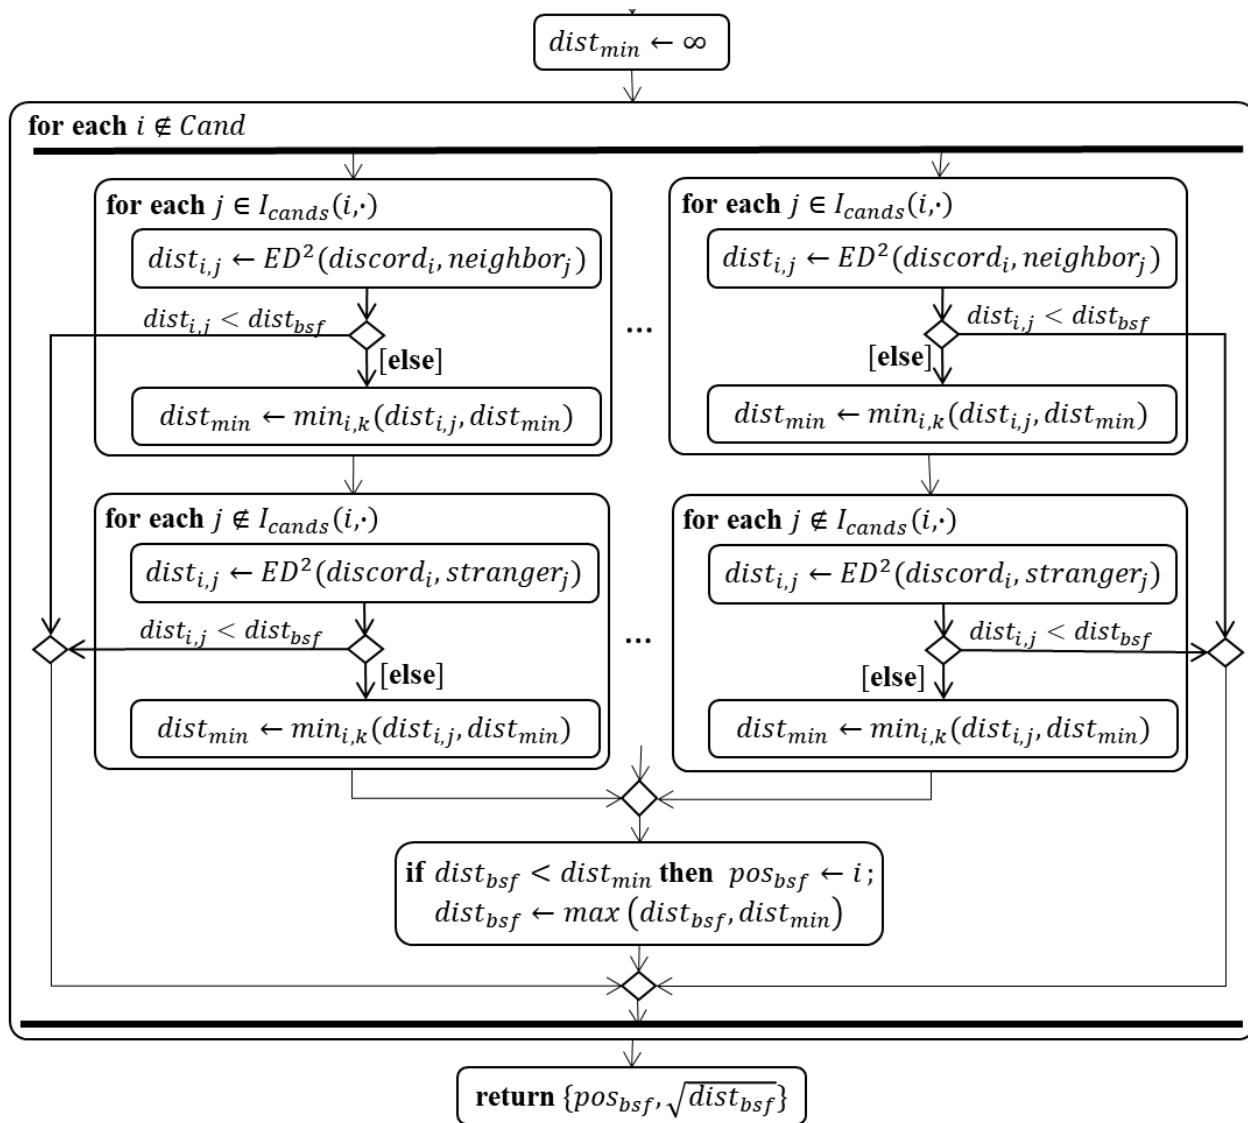 dist_min ← ∞
for each i ∉ Cand
for each j ∈ I_cands(i,·)
dist_i,j ← ED²(discord_i, neighbor_j)
dist_i,j < dist_bsf
[else]
dist_min ← min_i,k(dist_i,j, dist_min)
...
for each j ∈ I_cands(i,·)
dist_i,j ← ED²(discord_i, neighbor_j)
dist_i,j < dist_bsf
[else]
dist_min ← min_i,k(dist_i,j, dist_min)
for each j ∉ I_cands(i,·)
dist_i,j ← ED²(discord_i, stranger_j)
dist_i,j < dist_bsf
[else]
dist_min ← min_i,k(dist_i,j, dist_min)
...
for each j ∉ I_cands(i,·)
dist_i,j ← ED²(discord_i, stranger_j)
dist_i,j < dist_bsf
[else]
dist_min ← min_i,k(dist_i,j, dist_min)
if dist_bsf < dist_min then pos_bsf ← i;
dist_bsf ← max(dist_bsf, dist_min)
return {pos_bsf, √dist_bsf}